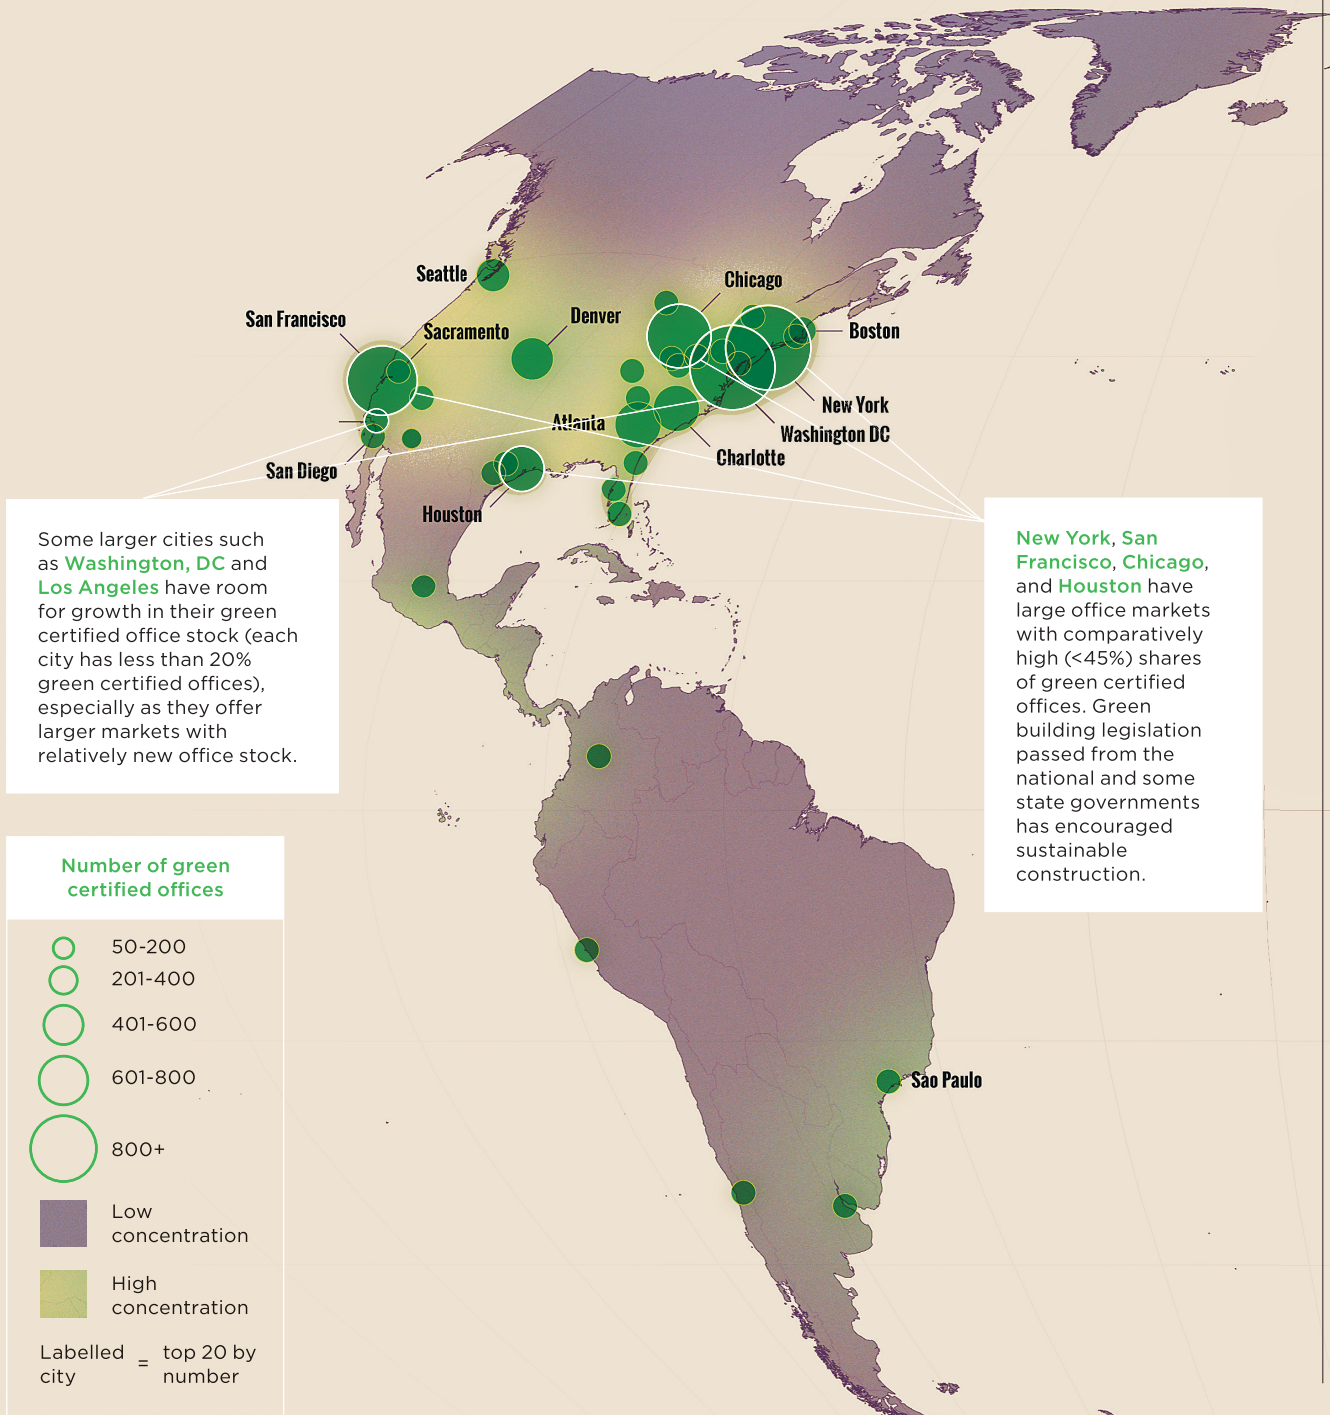 Chicago
Seattle
Denver
San Francisco
Sacramento
Boston
New York
Atlanta
Washington DC
Charlotte
San Diego
Houston
Some larger cities such
as Washington, DC and
Los Angeles have room
for growth in their green
certified office stock (each
city has less than 20%
green certified offices),
especially as they offer
larger markets with
relatively new office stock.
New York, San
Francisco, Chicago,
and Houston have
large office markets
with comparatively
high (<45%) shares
of green certified
offices. Green
building legislation
passed from the
national and some
state governments
has encouraged
sustainable
construction.
Number of green
certified offices
50-200
201-400
401-600
601-800
800+
Low
concentration
High
concentration
Labelled city = top 20 by number
Sao Paulo